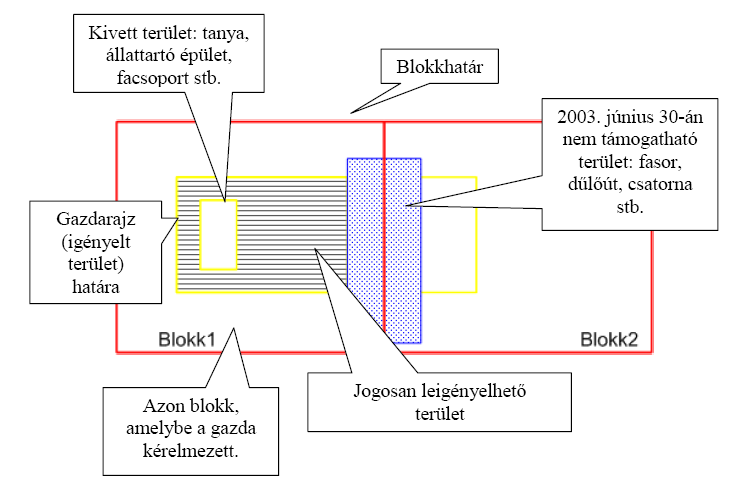 Kivett terület: tanya,
állattartó épület,
facsoport stb.
Blokkhatár
2003. június 30-án
nem támogatható
terület: fasor,
dűlőút, csatorna
stb.
Gazdarajz
(igényelt
terület)
határa
Blokk1
Blokk2
Azon blokk,
amelybe a gazda
kérelmezett.
Jogosan leigényelhető
terület